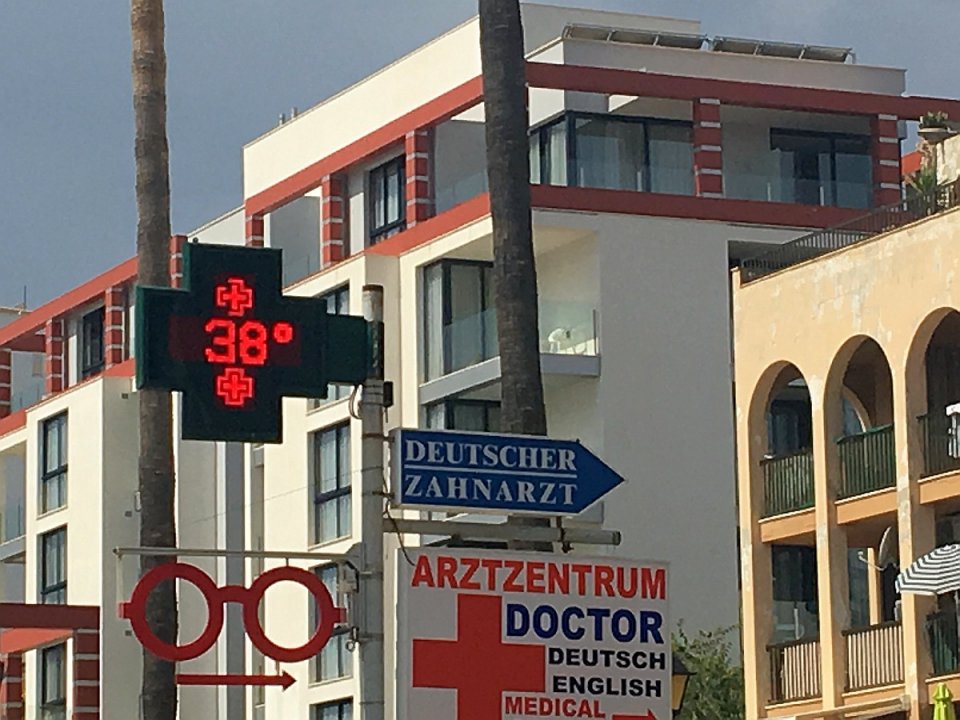 38°
DEUTSCHER
ZAHNARZT
ARZTZENTRUM
DOCTOR
DEUTSCH
ENGLISH
MEDICAL